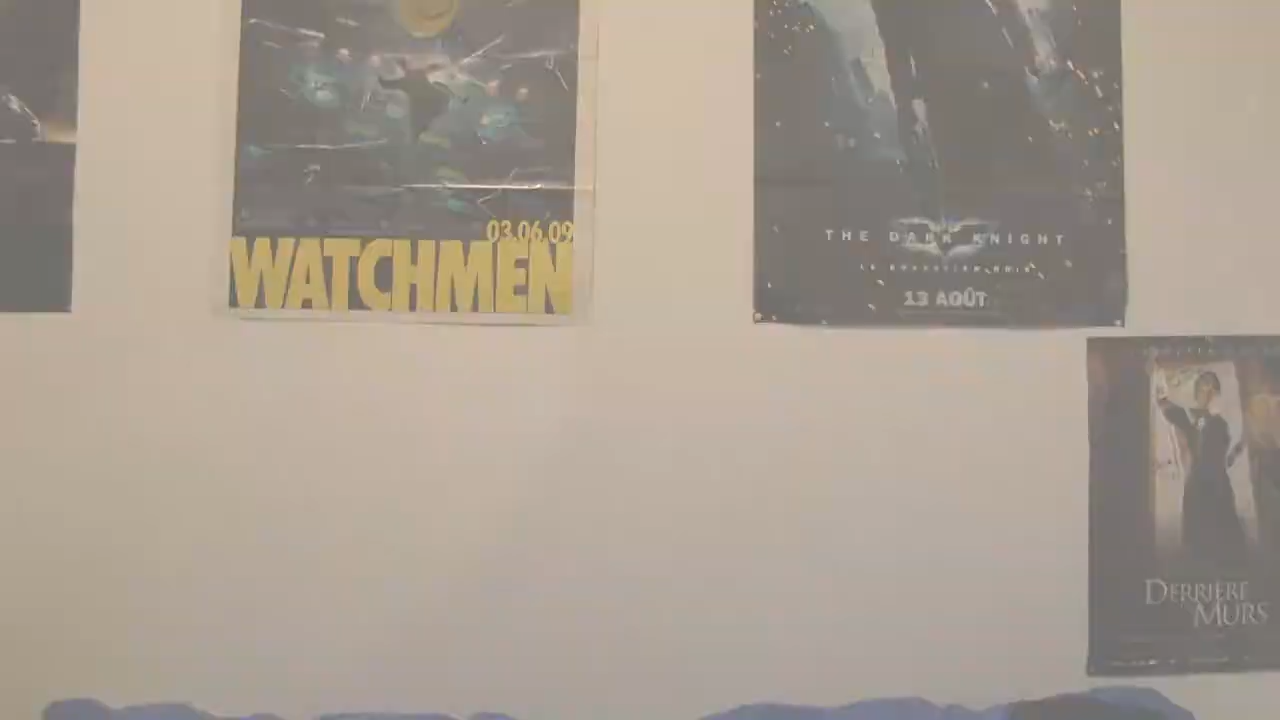 03.06.09
WATCHMEN
THE DARK KNIGHT
13 AOÛT
DERRIÈRE
MURS